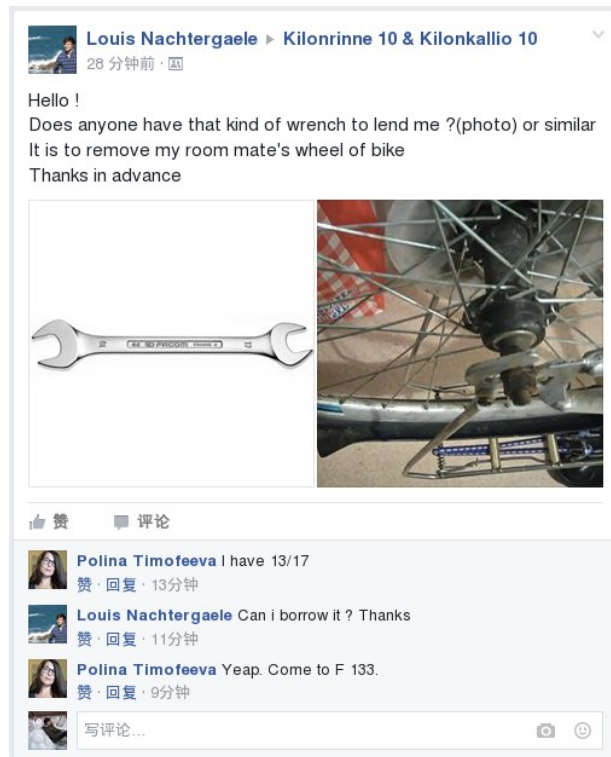 Louis Nachtergaele ▸ Kilonrinne 10 & Kilonkallio 10
28 分钟前 ·
Hello !
Does anyone have that kind of wrench to lend me ?(photo) or similar
It is to remove my room mate's wheel of bike
Thanks in advance
44 FACOM
赞 评论
Polina Timofeeva I have 13/17
赞 · 回复 · 13分钟
Louis Nachtergaele Can i borrow it ? Thanks
赞 · 回复 · 11分钟
Polina Timofeeva Yeap. Come to F 133.
赞 · 回复 · 9分钟
写评论...